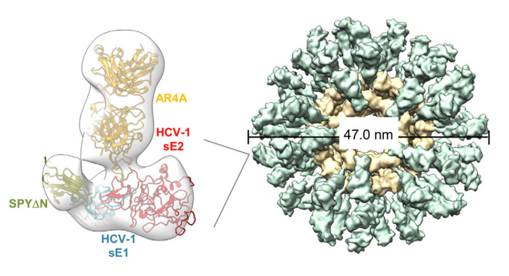 AR4A
HCV-1
sE2
47.0 nm
SPYΔN
HCV-1
sE1